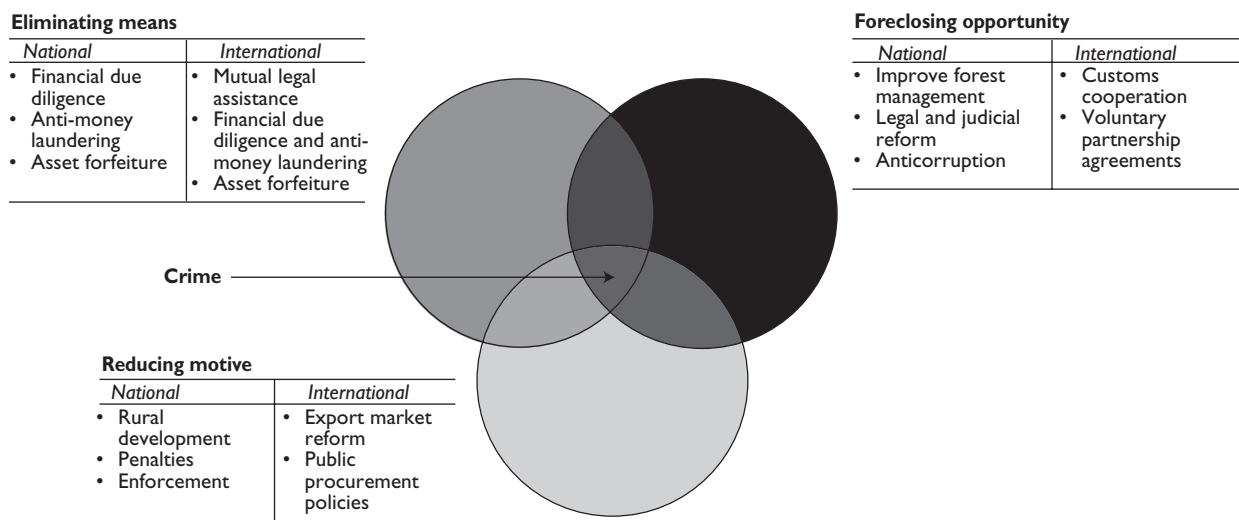 Eliminating means
National
International
• Financial due
diligence
• Anti-money
laundering
• Asset forfeiture
• Mutual legal
assistance
• Financial due
diligence and anti-
money laundering
• Asset forfeiture
Foreclosing opportunity
National
International
• Improve forest
management
• Legal and judicial
reform
• Anticorruption
• Customs
cooperation
• Voluntary
partnership
agreements
Crime
Reducing motive
National
International
• Rural
development
• Penalties
• Enforcement
• Export market
reform
• Public
procurement
policies